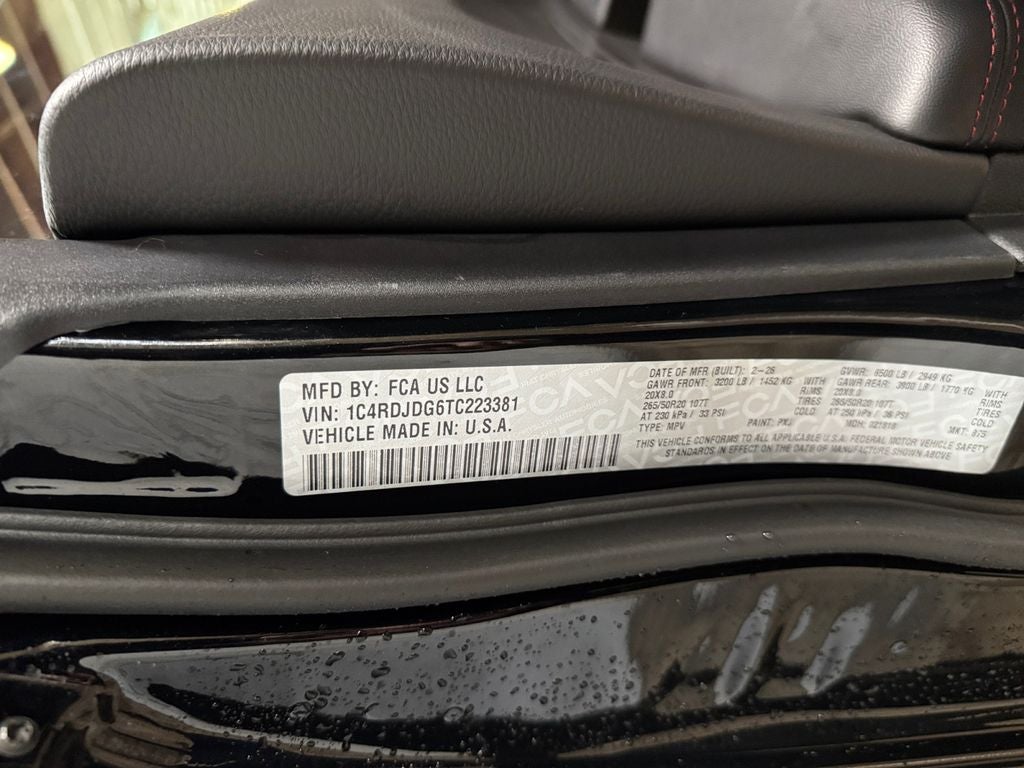 MFD BY: FCA US LLC
VIN: 1C4RDJDG6TC223381
VEHICLE MADE IN: U.S.A.
DATE OF MFR (BUILT): 2-26 GVWR: 6500 LB / 2949 KG
GAWR FRONT: 3200 LB / 1452 KG WITH GAWR REAR: 3900 LB / 1770 KG WITH
20X8.0 RIMS 20X8.0 RIMS
265/50R20 107T TIRES 265/50R20 107T TIRES
AT 230 kPa / 33 PSI COLD AT 250 kPa / 36 PSI COLD
TYPE: MPV PAINT: PXJ MDH: 021818 MKT: 875
THIS VEHICLE CONFORMS TO ALL APPLICABLE U.S.A. FEDERAL MOTOR VEHICLE SAFETY
STANDARDS IN EFFECT ON THE DATE OF MANUFACTURE SHOWN ABOVE